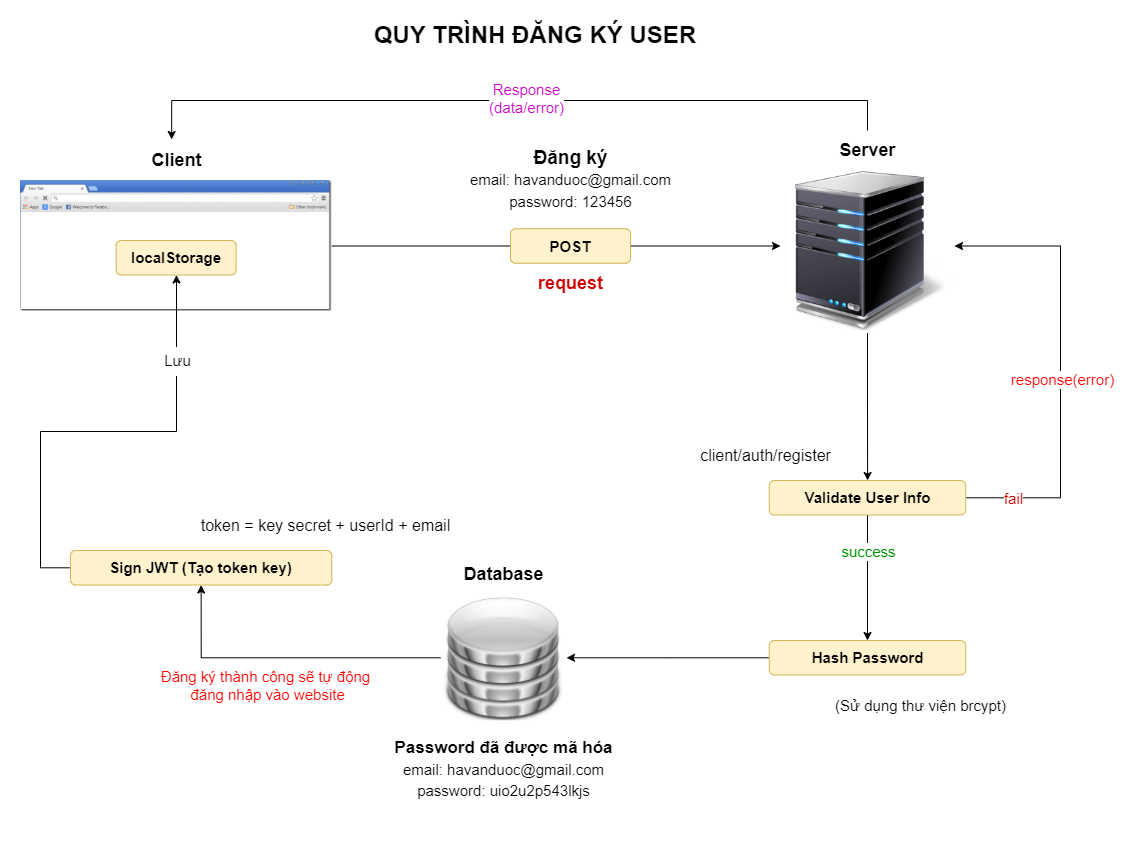 QUY TRÌNH ĐĂNG KÝ USER
Response
(data/error)
Client
Đăng ký
email: havanduoc@gmail.com
password: 123456
Server
New Tab
Apps
Google
Other bookmarks
localStorage
POST
request
Lưu
response(error)
client/auth/register
Validate User Info
fail
token = key secret + userId + email
success
Sign JWT (Tạo token key)
Database
Hash Password
Đăng ký thành công sẽ tự động
đăng nhập vào website
(Sử dụng thư viện brcypt)
Password đã được mã hóa
email: havanduoc@gmail.com
password: uio2u2p543lkjs